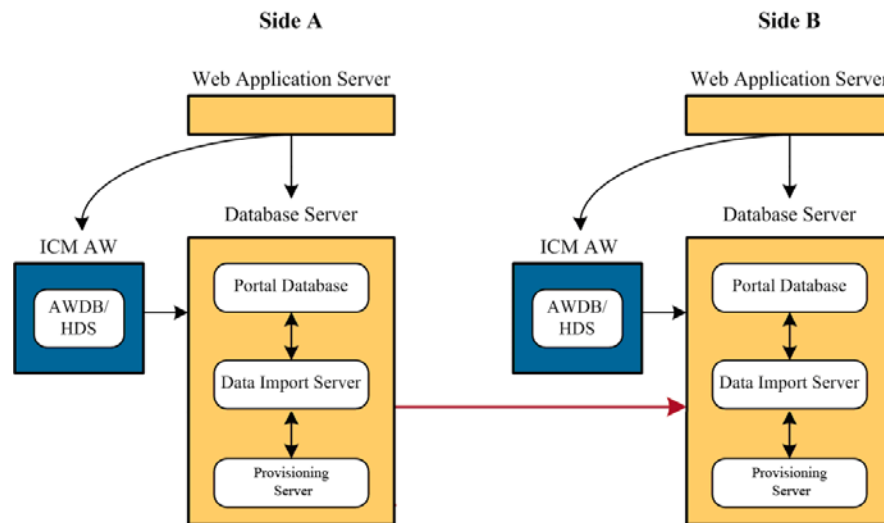 Side A
Web Application Server
Database Server
ICM AW
AWDB/
HDS
Portal Database
Data Import Server
Provisioning
Server
Side B
Web Application Server
Database Server
ICM AW
AWDB/
HDS
Portal Database
Data Import Server
Provisioning
Server